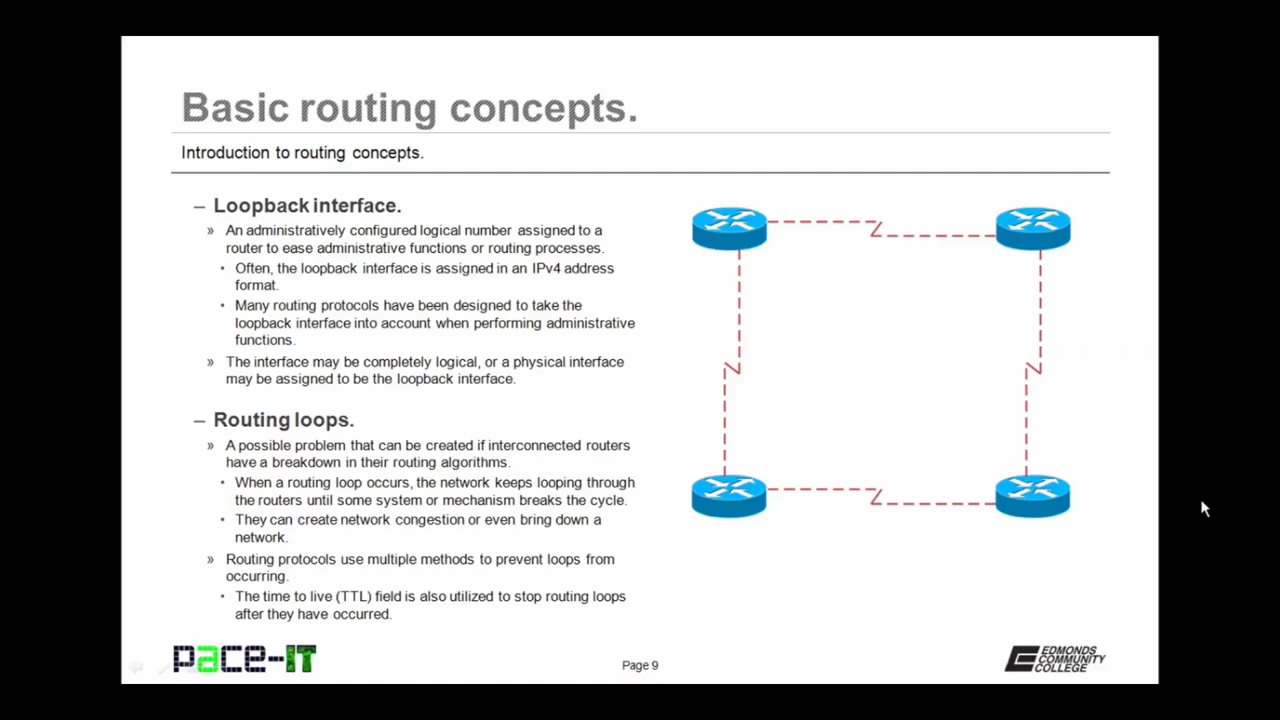 Basic routing concepts.
Introduction to routing concepts.
– Loopback interface.
» An administratively configured logical number assigned to a
router to ease administrative functions or routing processes.
• Often, the loopback interface is assigned in an IPv4 address
format.
• Many routing protocols have been designed to take the
loopback interface into account when performing administrative
functions.
» The interface may be completely logical, or a physical interface
may be assigned to be the loopback interface.
– Routing loops.
» A possible problem that can be created if interconnected routers
have a breakdown in their routing algorithms.
• When a routing loop occurs, the network keeps looping through
the routers until some system or mechanism breaks the cycle.
• They can create network congestion or even bring down a
network.
» Routing protocols use multiple methods to prevent loops from
occurring.
• The time to live (TTL) field is also utilized to stop routing loops
after they have occurred.
pace-IT
Page 9
EDMONDS
COMMUNITY
COLLEGE